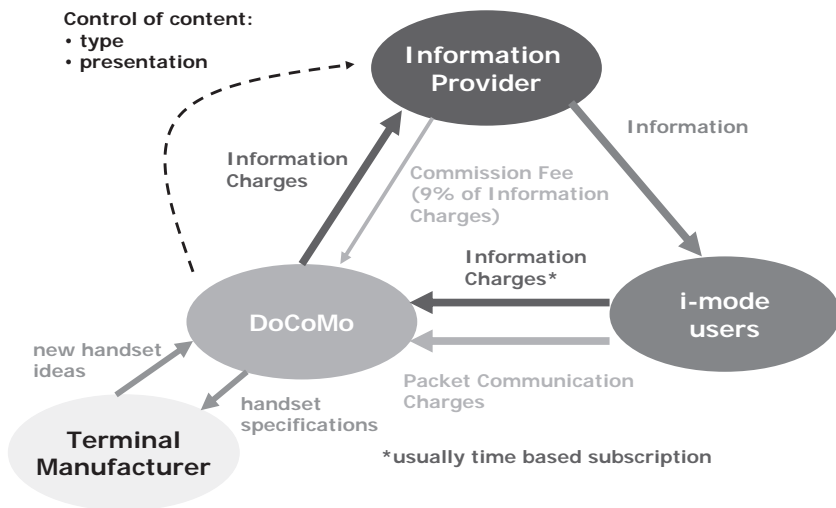 Control of content:
• type
• presentation
Information
Provider
Information
Information
Charges
Commission Fee
(9% of Information
Charges)
Information
Charges*
i-mode
users
DoCoMo
new handset
ideas
Packet Communication
Charges
handset
specifications
Terminal
Manufacturer
*usually time based subscription